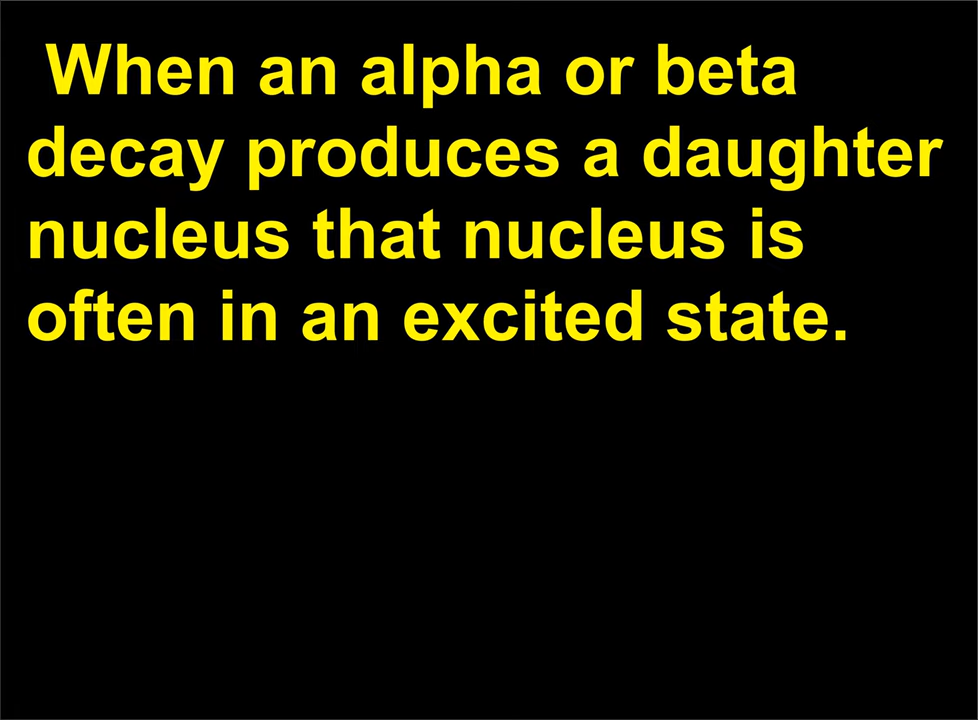 When an alpha or beta
decay produces a daughter
nucleus that nucleus is
often in an excited state.